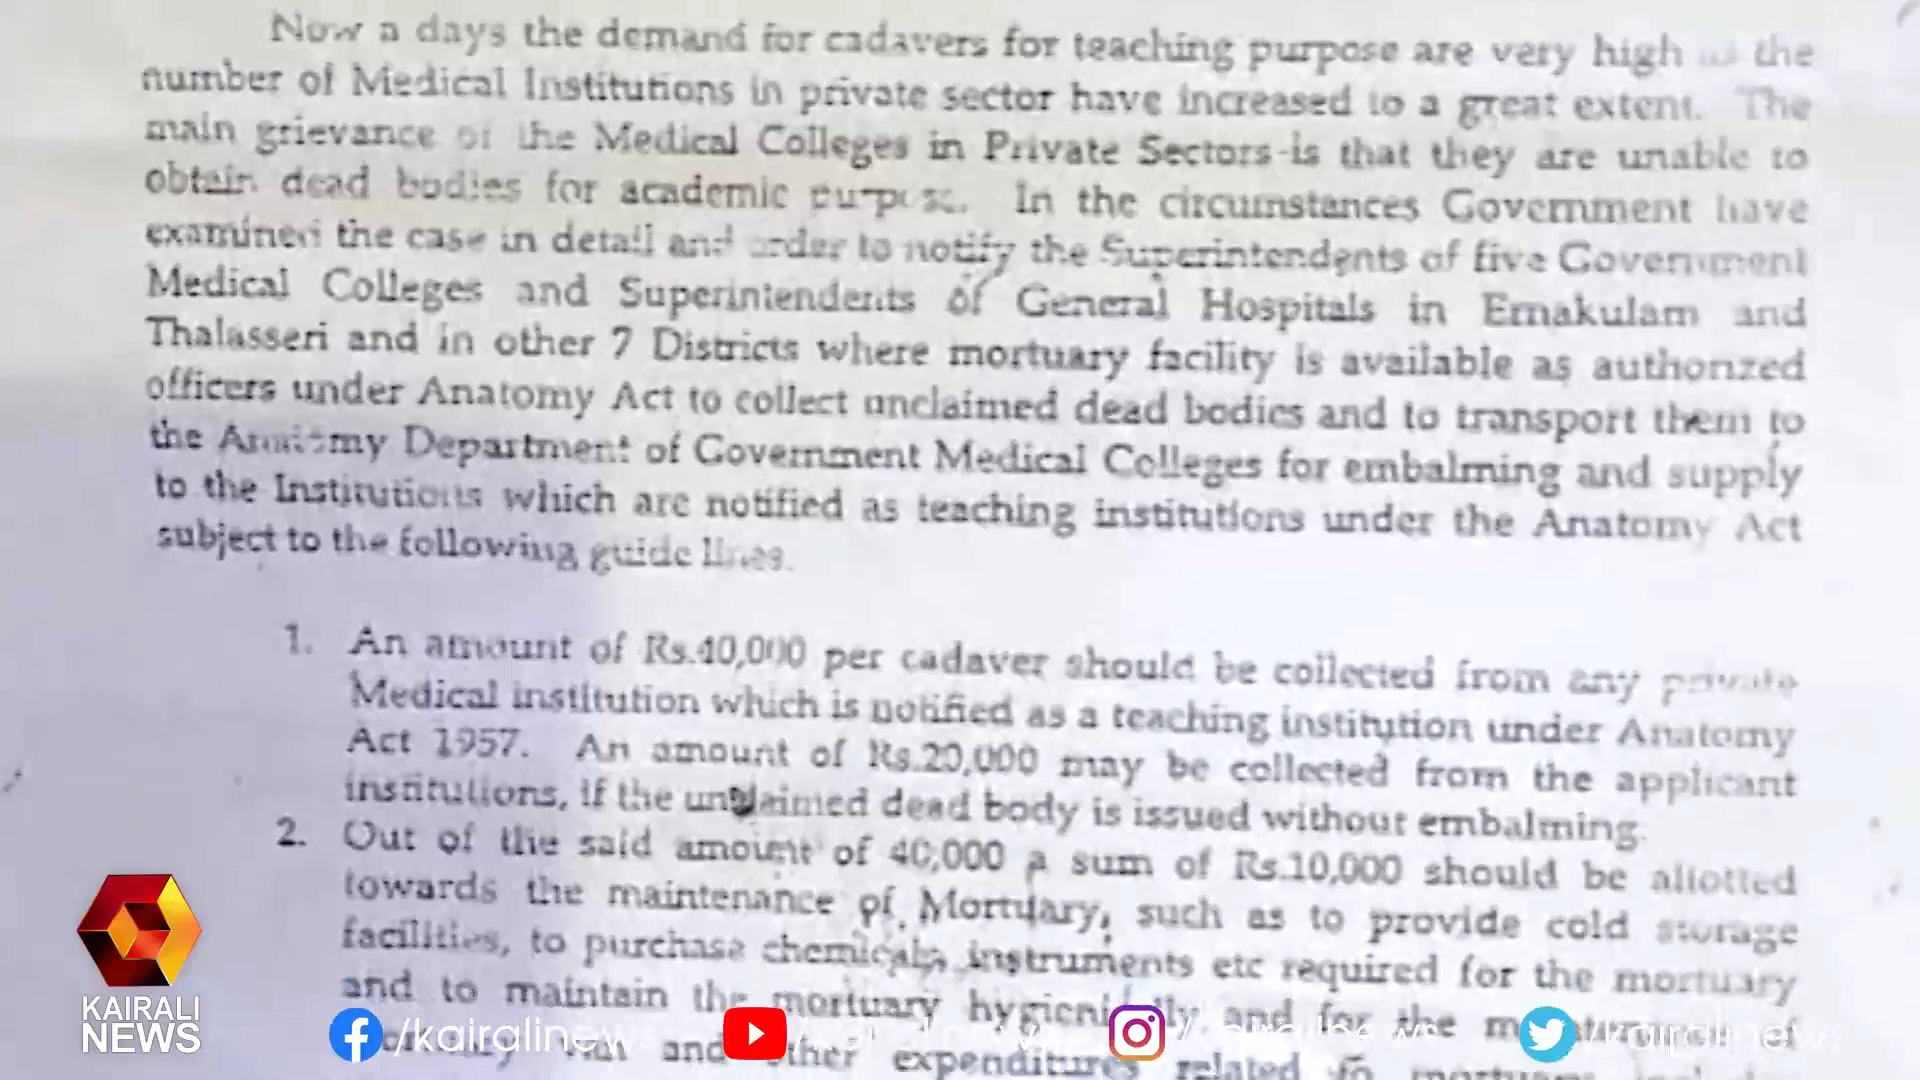 Now a days the demand for cadavers for teaching purpose are very high as the
number of Medical Institutions in private sector have increased to a great extent. The
main grievance of the Medical Colleges in Private Sectors-is that they are unable to
obtain dead bodies for academic purpose. In the circumstances Government have
examined the case in detail and order to notify the Superintendents of five Government
Medical Colleges and Superintendents of General Hospitals in Ernakulam and
Thalasseri and in other 7 Districts where mortuary facility is available as authorized
officers under Anatomy Act to collect unclaimed dead bodies and to transport them to
the Anatomy Department of Government Medical Colleges for embalming and supply
to the Institutions which are notified as teaching institutions under the Anatomy Act
subject to the following guide lines.
1. An amount of Rs.40,000 per cadaver should be collected from any private
Medical institution which is notified as a teaching institution under Anatomy
Act 1957. An amount of Rs.20,000 may be collected from the applicant
institutions, if the unclaimed dead body is issued without embalming.
2. Out of the said amount of 40,000 a sum of Rs.10,000 should be allotted
towards the maintenance of Mortuary, such as to provide cold storage
facilities, to purchase chemicals, instruments etc required for the mortuary
and to maintain the mortuary hygienically and for the
and other expenditures related to
KAIRALI
NEWS
/kairalinews
/kairalinews
/kairalinews
/kairalinews